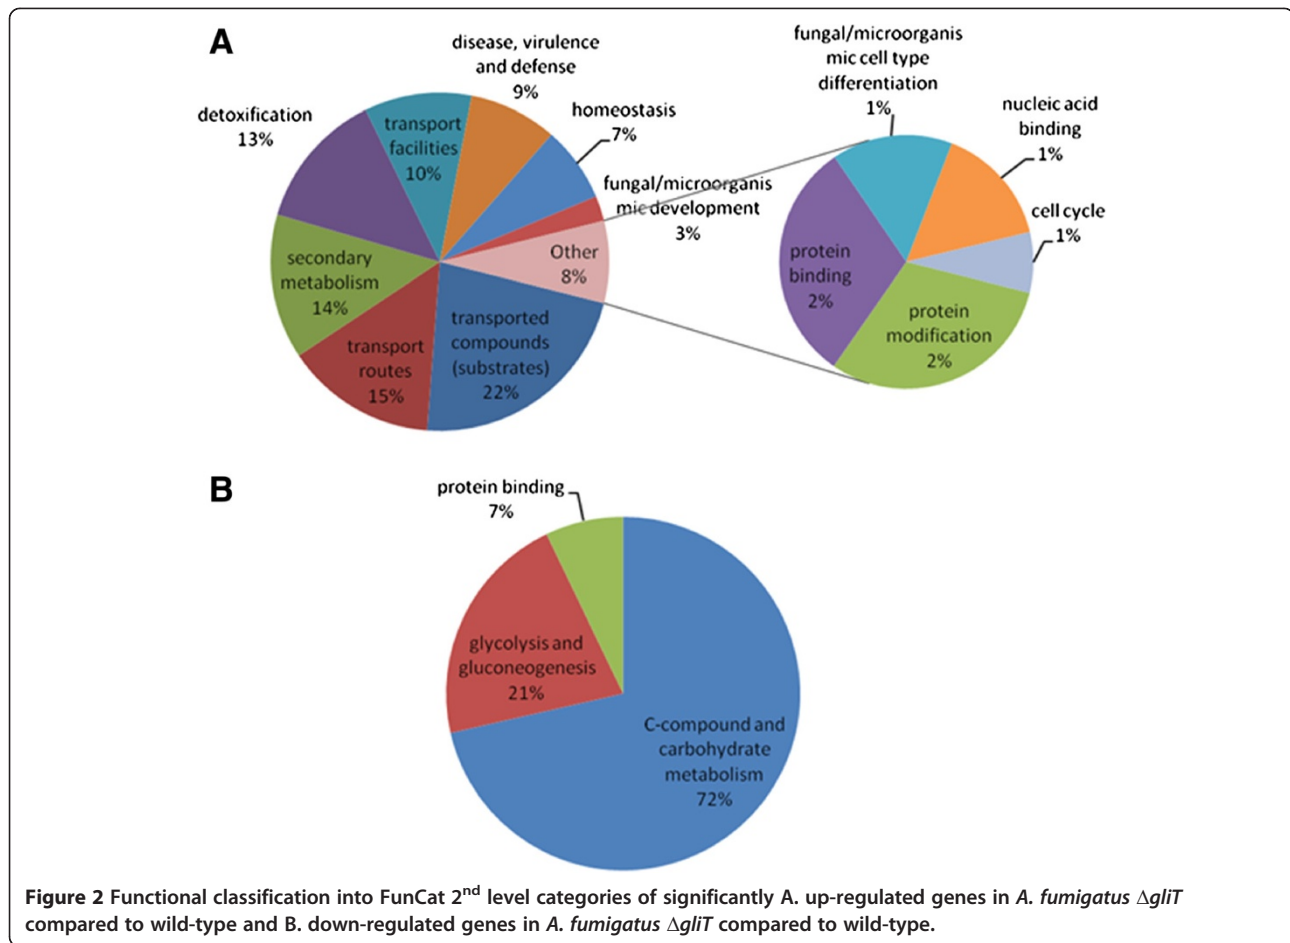 A
disease, virulence
and defense
9%
detoxification
13%
transport
facilities
10%
homeostasis
7%
fungal/microorganis
mic development
3%
Other
8%
secondary
metabolism
14%
transport
routes
15%
transported
compounds
(substrates)
22%
fungal/microorganis
mic cell type
differentiation
1%
nucleic acid
binding
1%
cell cycle
1%
protein
binding
2%
protein
modification
2%
B
protein binding
7%
glycolysis and
gluconeogenesis
21%
C-compound and
carbohydrate
metabolism
72%
Figure 2 Functional classification into FunCat 2nd level categories of significantly A. up-regulated genes in A. fumigatus ΔgliT
compared to wild-type and B. down-regulated genes in A. fumigatus ΔgliT compared to wild-type.